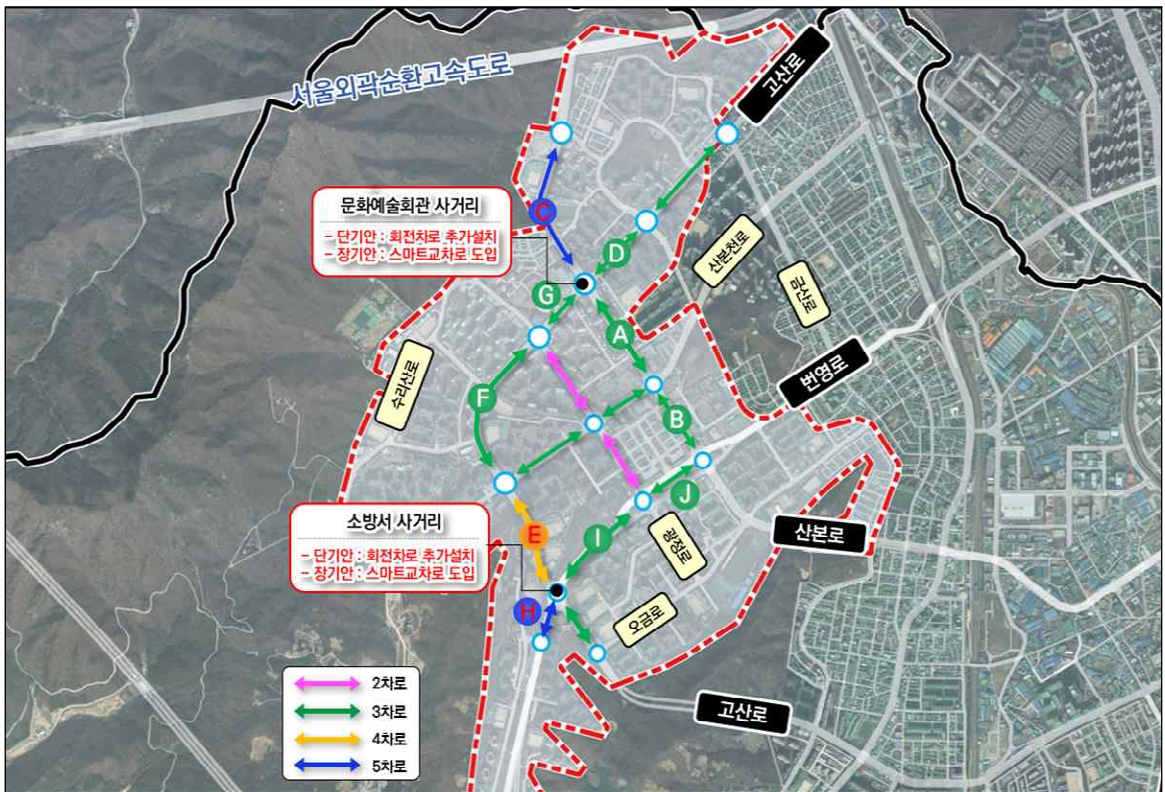 서울외곽순환고속도로
고산로
문화예술회관 사거리
- 단기안 : 회전차로 추가설치
- 장기안 : 스마트교차로 도입
C
D
산본천로
금산로
G
A
수리산로
F
번영로
B
J
소방서 사거리
- 단기안 : 회전차로 추가설치
- 장기안 : 스마트교차로 도입
E
I
광정로
산본로
H
오금로
2차로
3차로
4차로
5차로
고산로